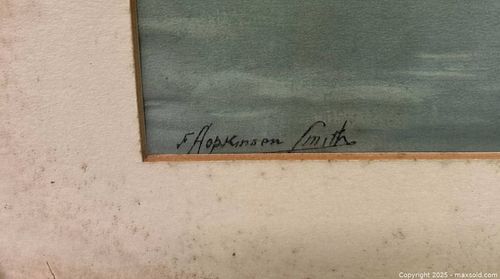 F Hopkinson Smith
Copyright 2025 - maxsold.com